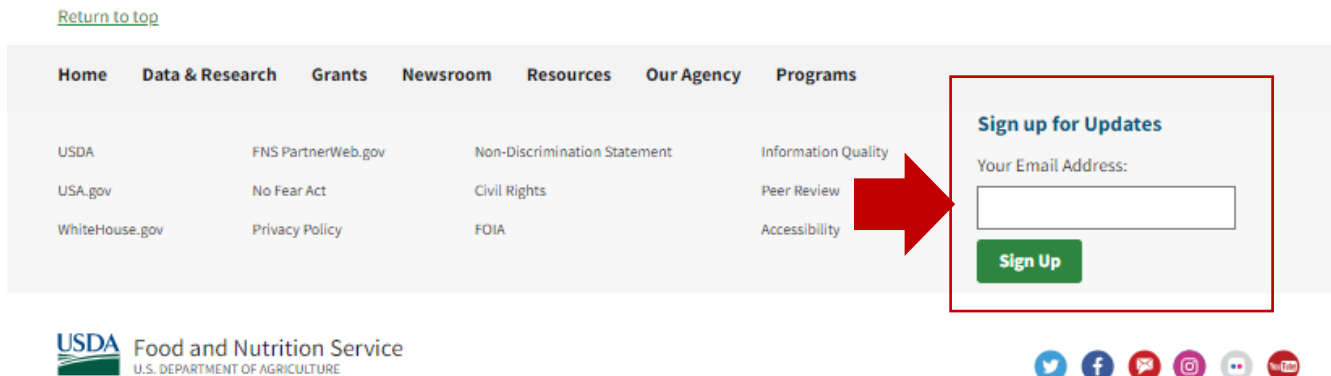 Return to top
Home Data & Research Grants Newsroom Resources Our Agency Programs
USDA FNS PartnerWeb.gov Non-Discrimination Statement Information Quality
USA.gov No Fear Act Civil Rights Peer Review
WhiteHouse.gov Privacy Policy FOIA Accessibility
Sign up for Updates
Your Email Address:
Sign Up
USDA Food and Nutrition Service
U.S. DEPARTMENT OF AGRICULTURE